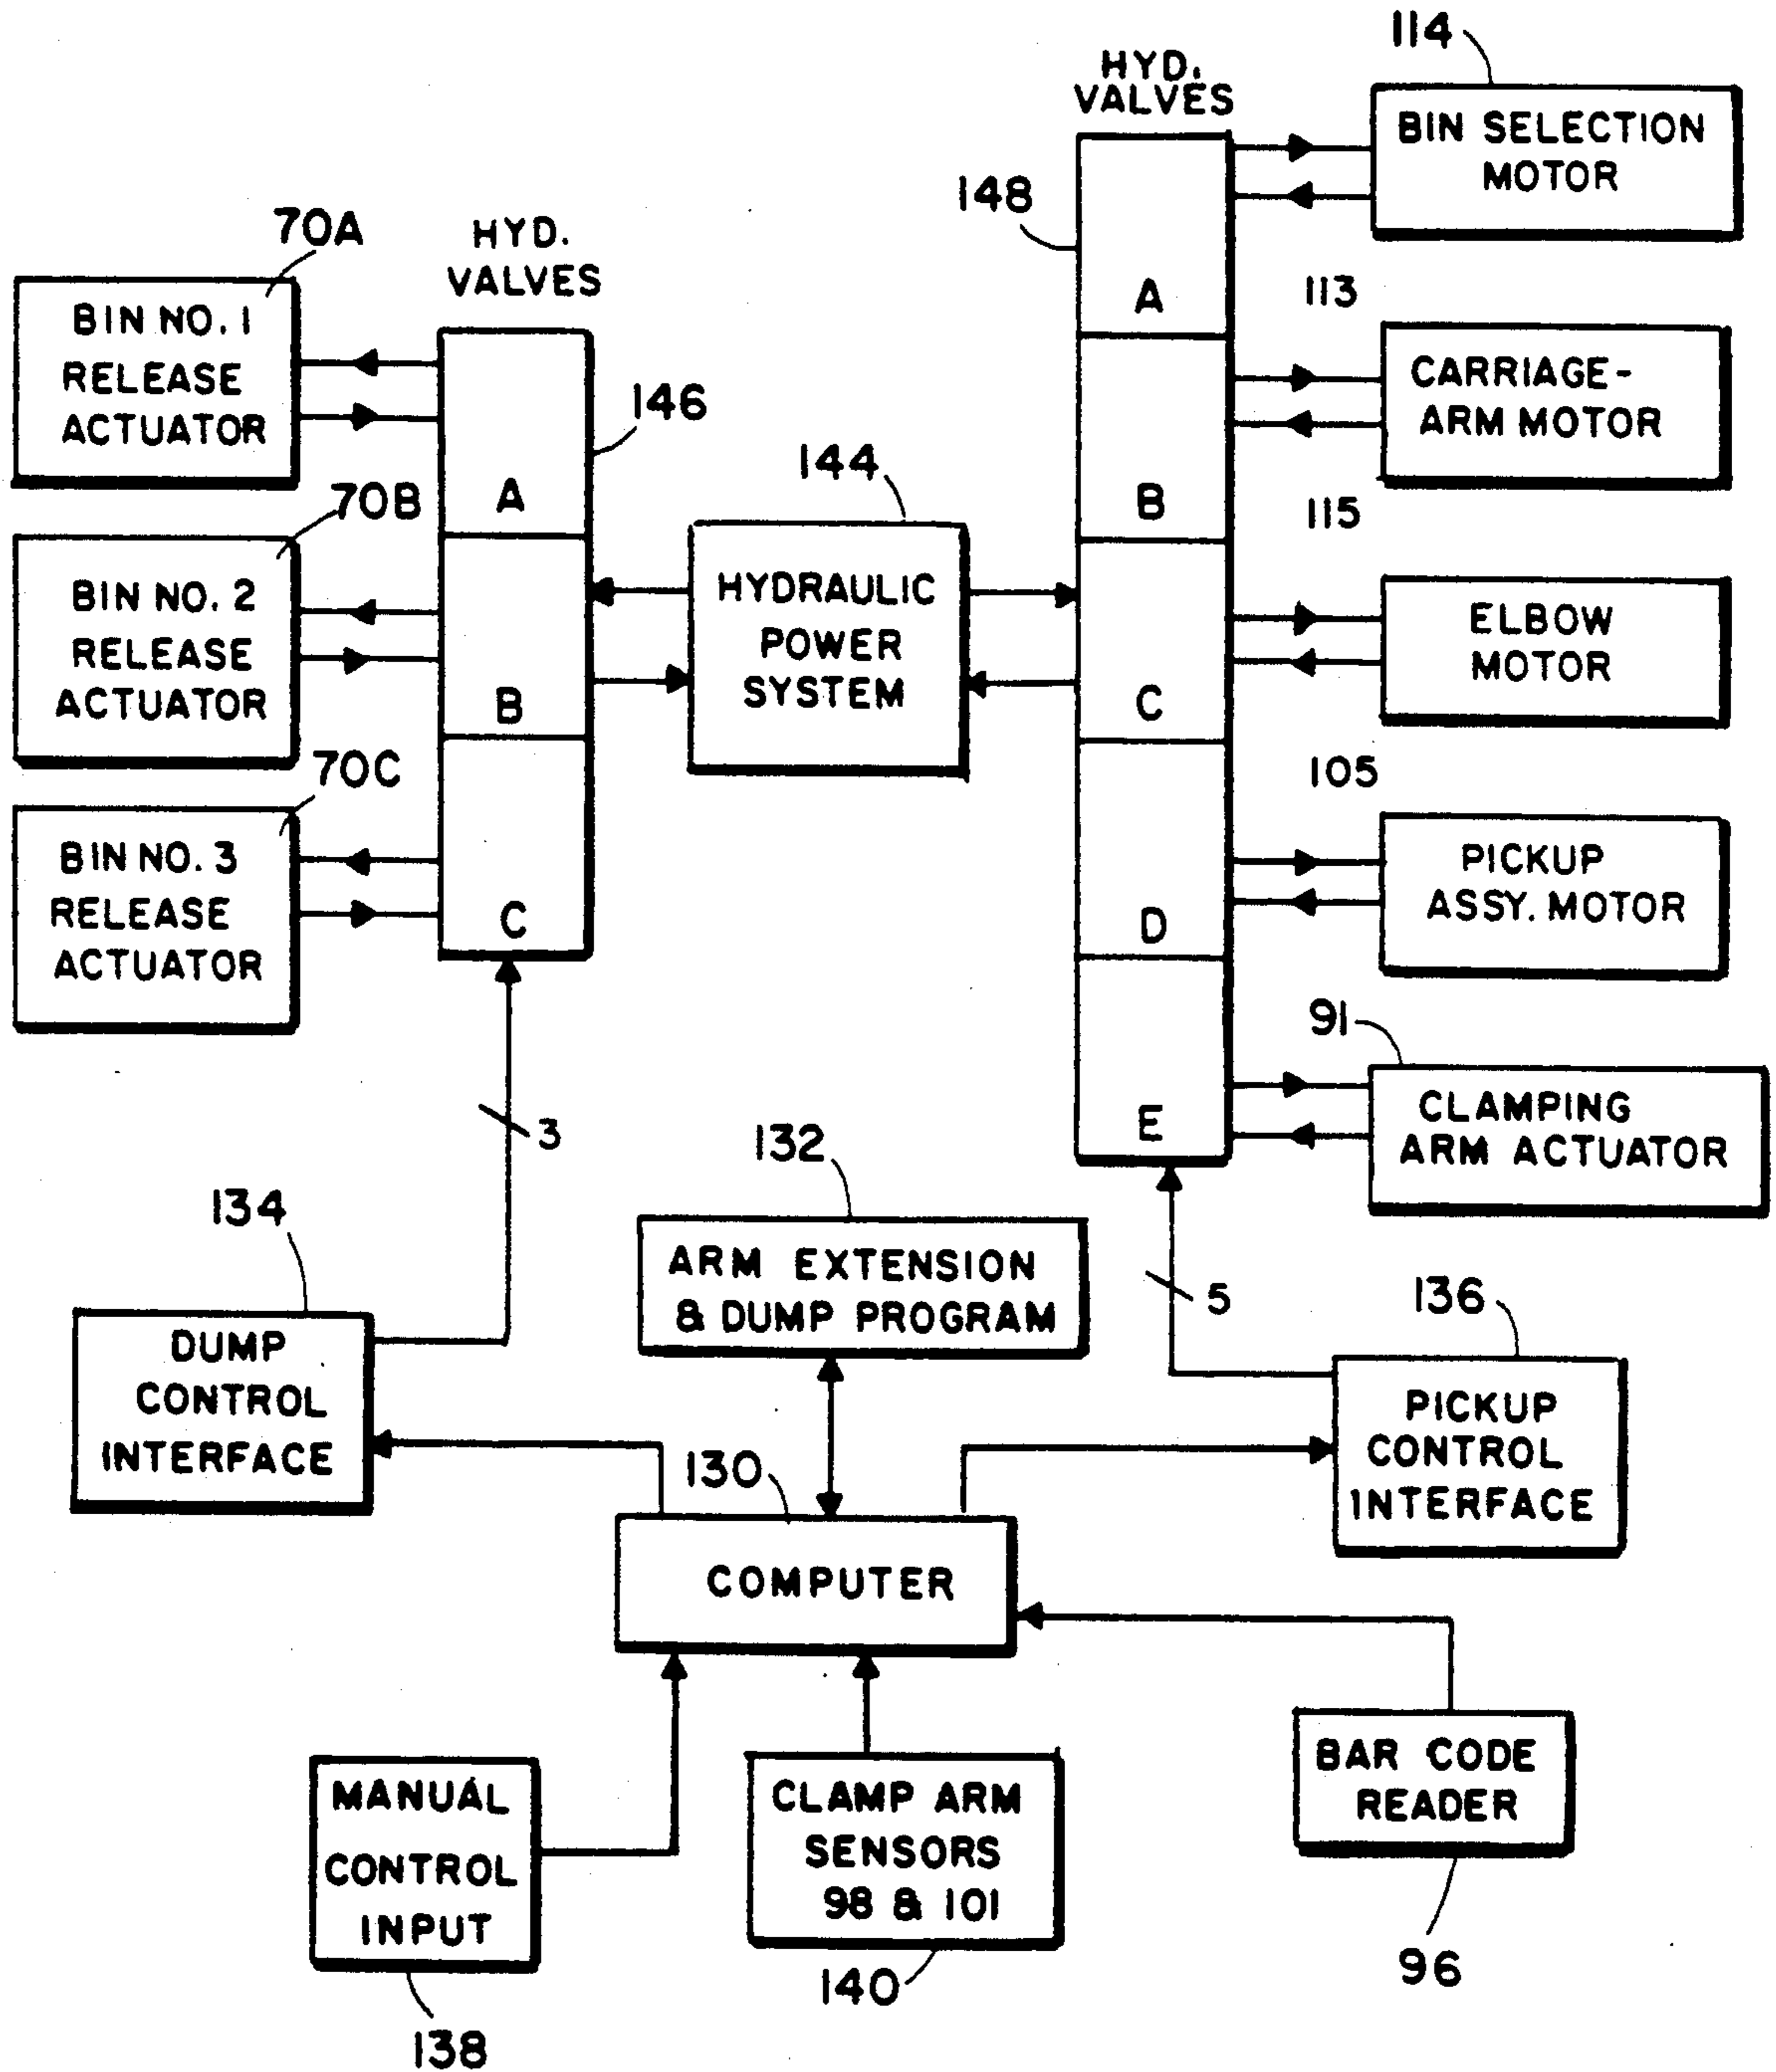 114
HYD.
VALVES
BIN SELECTION
MOTOR
148
70A
HYD.
VALVES
A
113
BIN NO. 1
RELEASE
ACTUATOR
146
CARRIAGE-
ARM MOTOR
144
A
70B
B
115
BIN NO. 2
RELEASE
ACTUATOR
B
HYDRAULIC
POWER
SYSTEM
C
ELBOW
MOTOR
70C
105
BIN NO. 3
RELEASE
ACTUATOR
C
D
PICKUP
ASSY. MOTOR
91
E
CLAMPING
ARM ACTUATOR
3
132
134
ARM EXTENSION
& DUMP PROGRAM
5
136
DUMP
CONTROL
INTERFACE
PICKUP
CONTROL
INTERFACE
130
COMPUTER
BAR CODE
READER
MANUAL
CONTROL
INPUT
CLAMP ARM
SENSORS
98 & 101
96
140
138